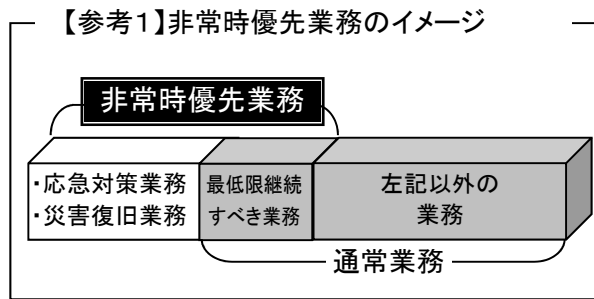 【参考1】非常時優先業務のイメージ
非常時優先業務
・応急対策業務
・災害復旧業務
最低限継続
すべき業務
左記以外の
業務
通常業務